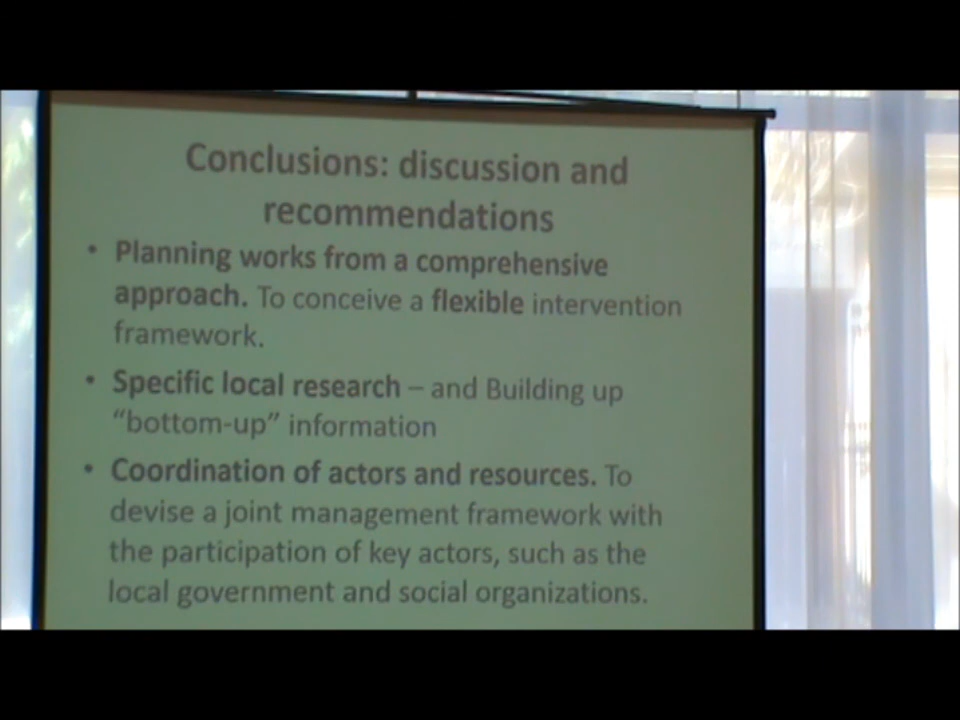 Conclusions: discussion and
recommendations
• Planning works from a comprehensive
approach. To conceive a flexible intervention
framework.
• Specific local research – and Building up
“bottom-up” information
• Coordination of actors and resources. To
devise a joint management framework with
the participation of key actors, such as the
local government and social organizations.